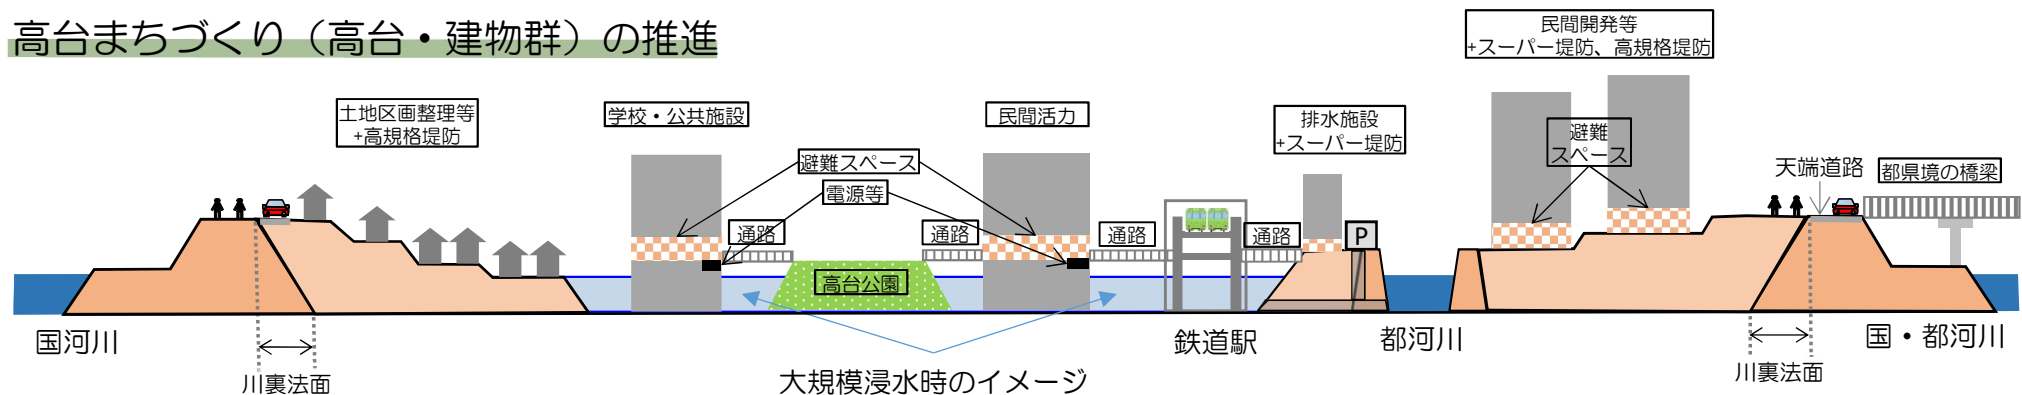 高台まちづくり（高台・建物群）の推進
民間開発等
+スーパー堤防、高規格堤防
土地区画整理等
+高規格堤防
学校・公共施設
民間活力
排水施設
+スーパー堤防
避難スペース
電源等
避難
スペース
天端道路
都県境の橋梁
通路
通路
通路
通路
P
高台公園
国河川
川裏法面
大規模浸水時のイメージ
鉄道駅
都河川
川裏法面
国・都河川